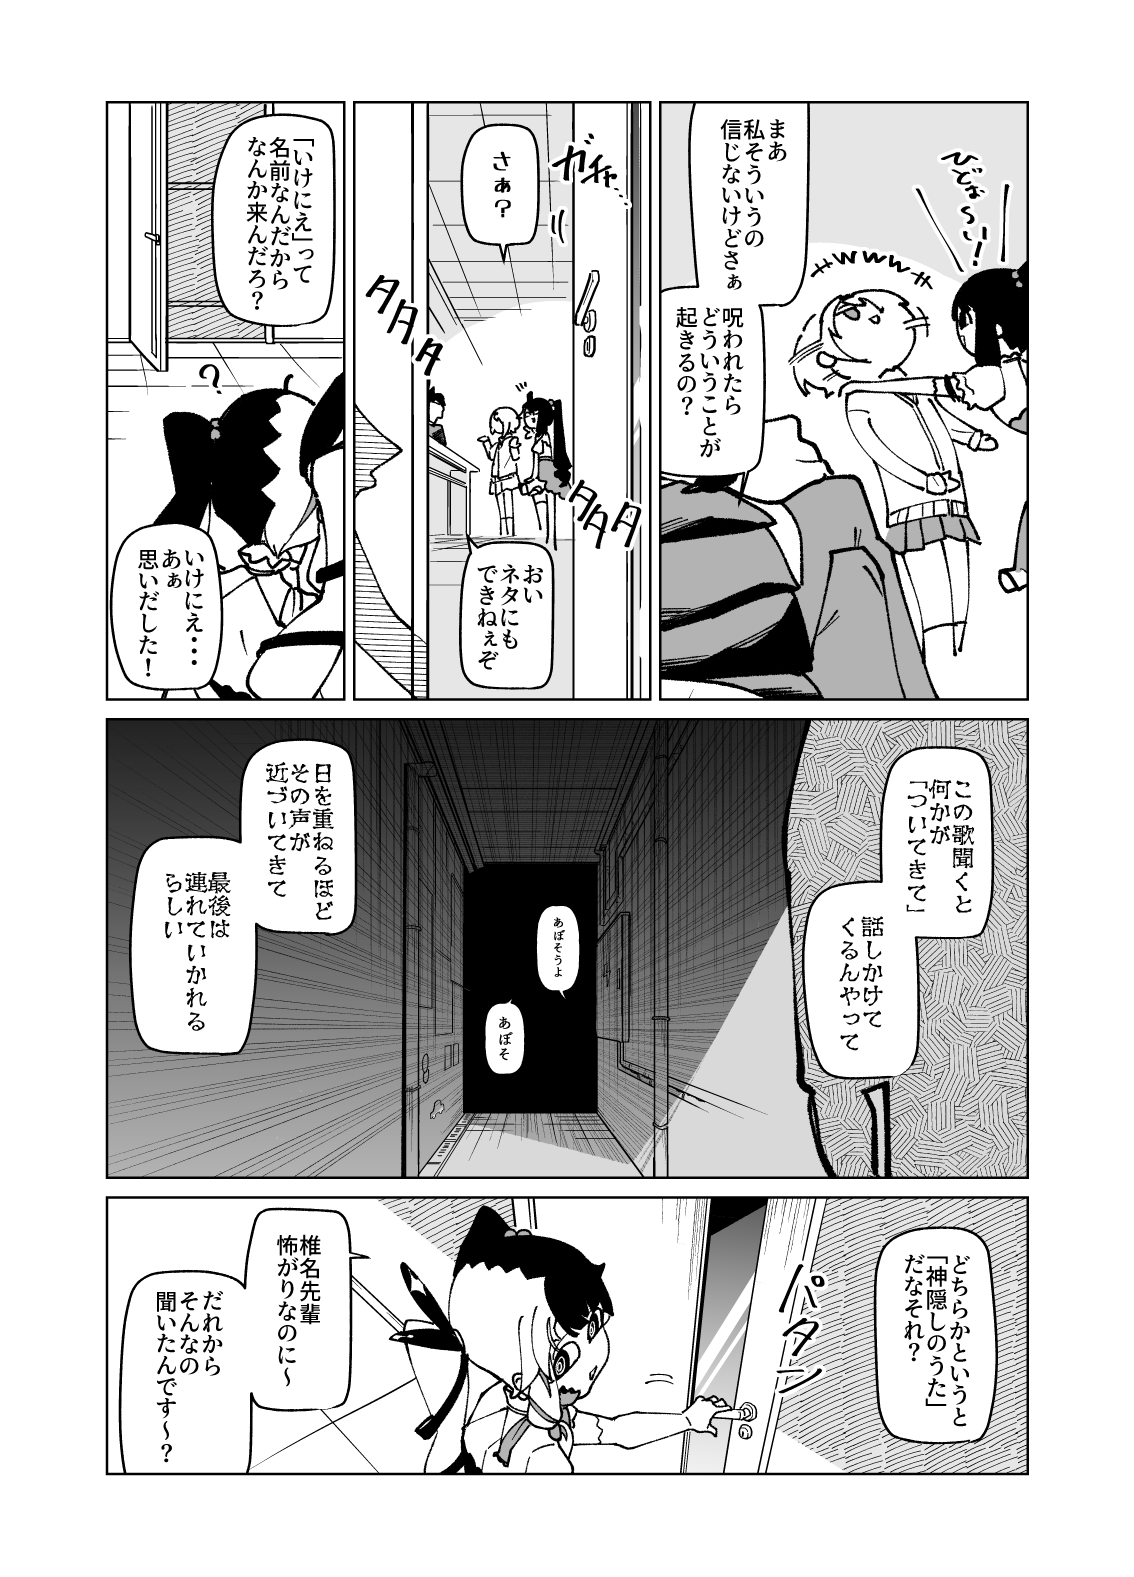 まあ
私そういうの
信じないけどさぁ
ひどぉ〜い!
wwww
呪われたら
どういうことが
起きるの?
ガチャ…
さぁ?
おい
ネタにも
できねぇぞ
タタタ
タタタ
「いけにえ」って
名前なんだから
なんか来んだろ?
?
いけにえ・・・
あぁ
思いだした!
この歌聞くと
何かが
「ついてきて」
話しかけて
くるんやって
あぼそうよ
あぼそ
日を重ねるほど
その声が
近づいてきて
最後は
連れていかれる
らしい
どちらかというと
「神隠しのうた」
だなそれ?
バタン
椎名先輩
怖がりなのに〜
だれから
そんなの
聞いたんです〜?